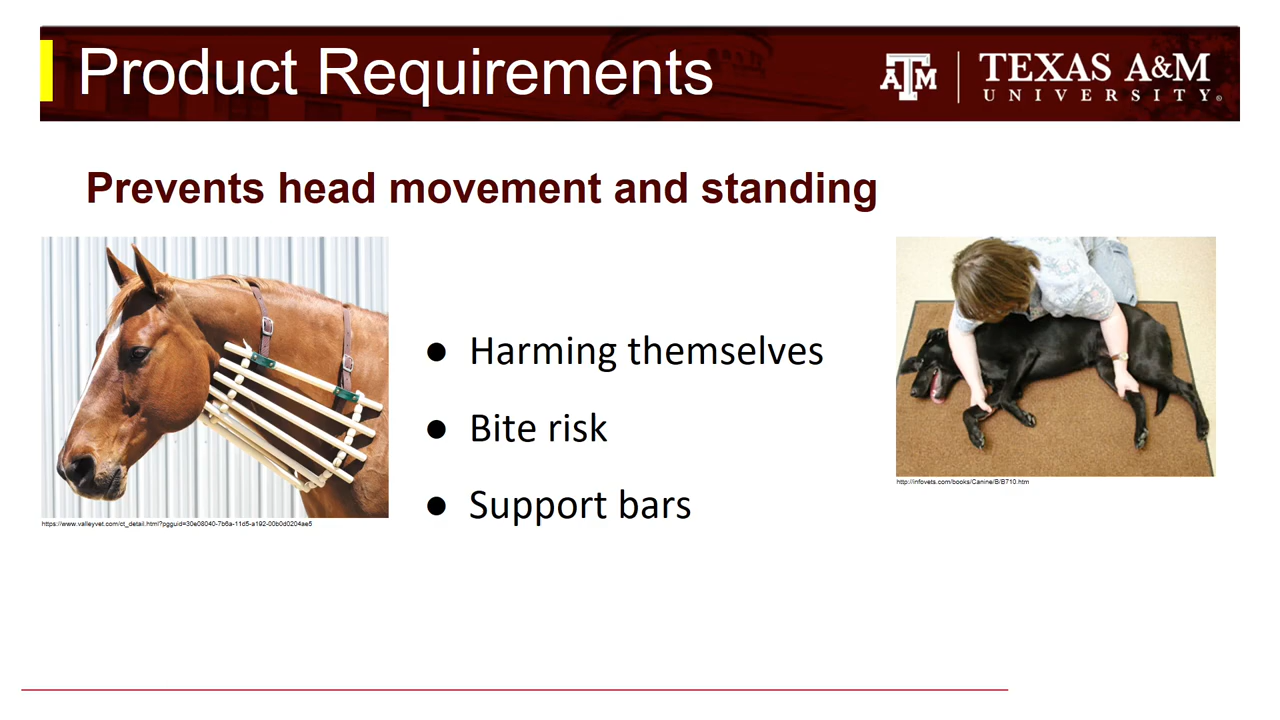 Product Requirements
ATM
TEXAS A&M
UNIVERSITY®
Prevents head movement and standing
● Harming themselves
● Bite risk
● Support bars
http://infovets.com/books/Canine/B/B710.htm
https://www.valleyvet.com/ct_detail.html?pgguid=30e08040-7b6a-11d5-a192-00b0d0204ae5